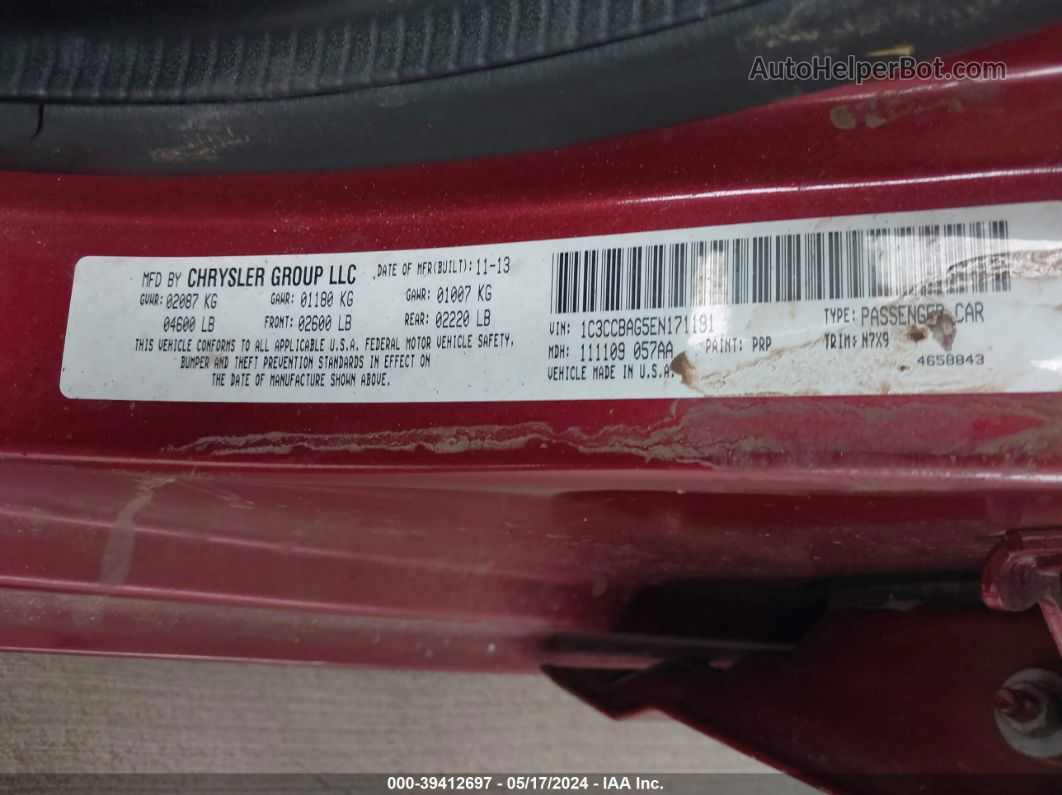 AutoHelperBot.com
MFD BY CHRYSLER GROUP LLC
DATE OF MFR(BUILT): 11-13
GVWR: 02087 KG
GAWR: 01180 KG
GAWR: 01007 KG
04600 LB
FRONT: 02600 LB
REAR: 02220 LB
THIS VEHICLE CONFORMS TO ALL APPLICABLE U.S.A. FEDERAL MOTOR VEHICLE SAFETY,
BUMPER AND THEFT PREVENTION STANDARDS IN EFFECT ON
THE DATE OF MANUFACTURE SHOWN ABOVE.
VIN: 1C3CCBAG5EN171191
TYPE: PASSENGER CAR
MDH: 111109 057AA
PAINT: PRP
TRIM: N7X9
VEHICLE MADE IN U.S.A.
4658843
000-39412697 - 05/17/2024 - IAA Inc.